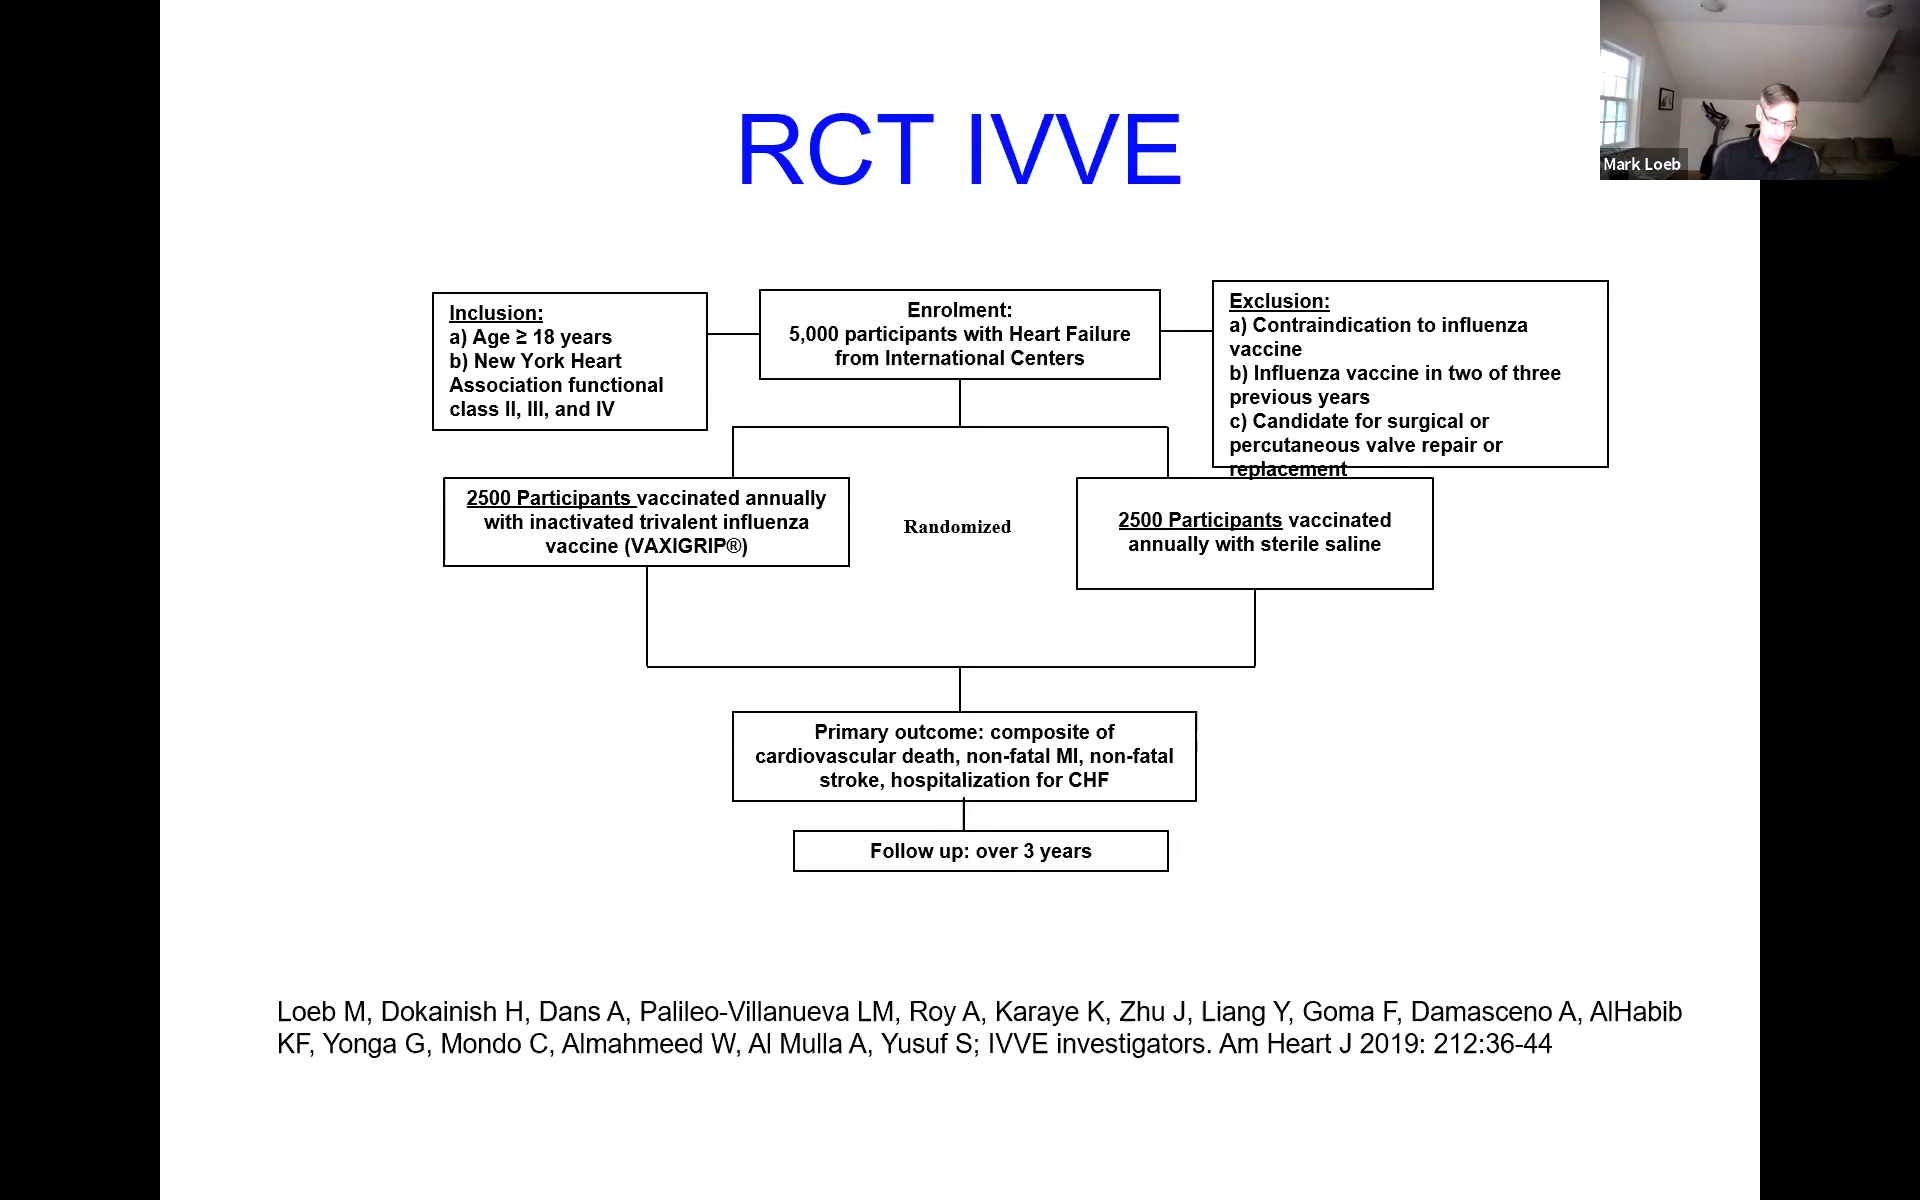 RCT IVVE
Mark Loeb
Inclusion:
a) Age ≥ 18 years
b) New York Heart
Association functional
class II, III, and IV
Enrolment:
5,000 participants with Heart Failure
from International Centers
Exclusion:
a) Contraindication to influenza
vaccine
b) Influenza vaccine in two of three
previous years
c) Candidate for surgical or
percutaneous valve repair or
replacement
2500 Participants vaccinated annually
with inactivated trivalent influenza
vaccine (VAXIGRIP®)
Randomized
2500 Participants vaccinated
annually with sterile saline
Primary outcome: composite of
cardiovascular death, non-fatal MI, non-fatal
stroke, hospitalization for CHF
Follow up: over 3 years
Loeb M, Dokainish H, Dans A, Palileo-Villanueva LM, Roy A, Karaye K, Zhu J, Liang Y, Goma F, Damasceno A, AlHabib
KF, Yonga G, Mondo C, Almahmeed W, Al Mulla A, Yusuf S; IVVE investigators. Am Heart J 2019: 212:36-44